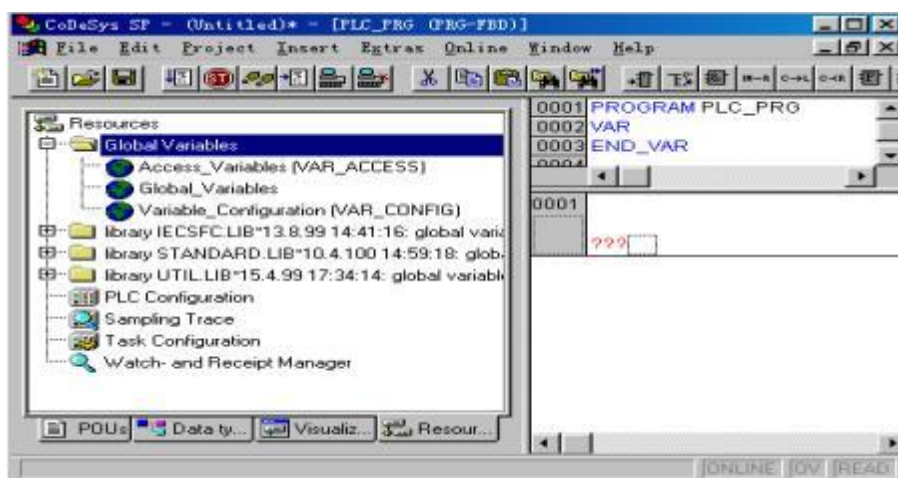 CoDeSys SP - (Untitled)* - [PLC_PRG (PRG-FBD)]
File Edit Project Insert Extras Online Window Help
Resources
Global Variables
Access_Variables (VAR_ACCESS)
Global_Variables
Variable_Configuration (VAR_CONFIG)
library IECSFC.LIB*13.8.99 14:41:16: global varia
library STANDARD.LIB*10.4.100 14:59:18: glob
library UTIL.LIB*15.4.99 17:34:14: global variable
PLC Configuration
Sampling Trace
Task Configuration
Watch- and Receipt Manager
POUs Data ty... Visualiz... Resour...
0001 PROGRAM PLC_PRG
0002 VAR
0003 END_VAR
0004
0001
???
ONLINE OV READ